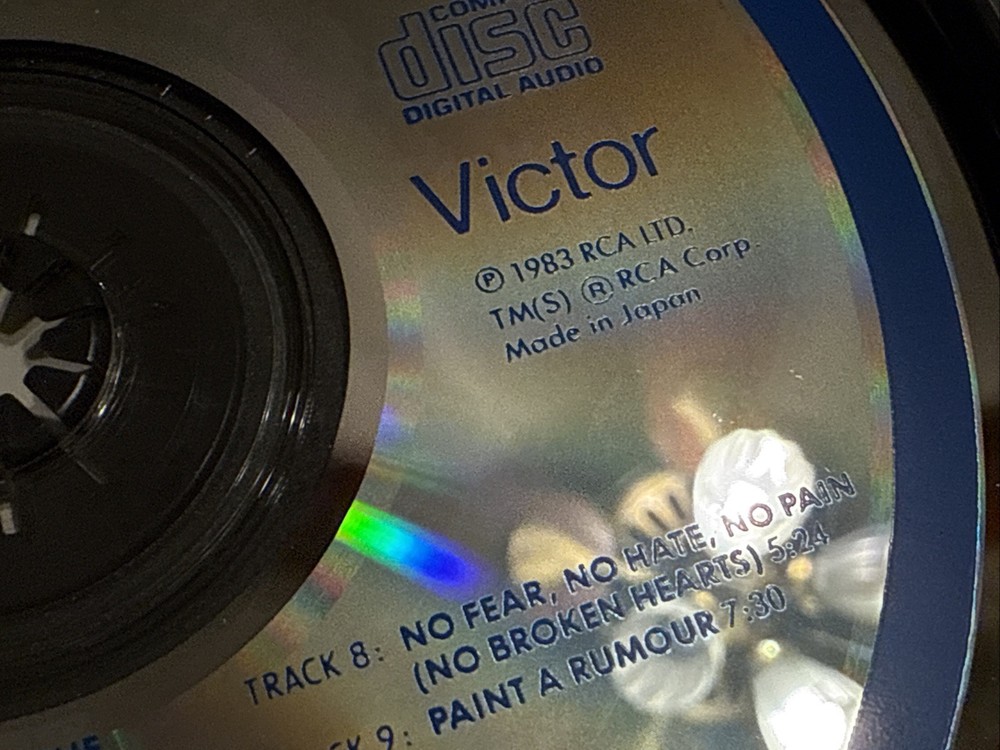 disc
DIGITAL AUDIO
Victor
℗ 1983 RCA LTD.
TM(S) ® RCA Corp.
Made in Japan
TRACK 8: NO FEAR, NO HATE, NO PAIN
(NO BROKEN HEARTS) 5:24
9: PAINT A RUMOUR 7:30